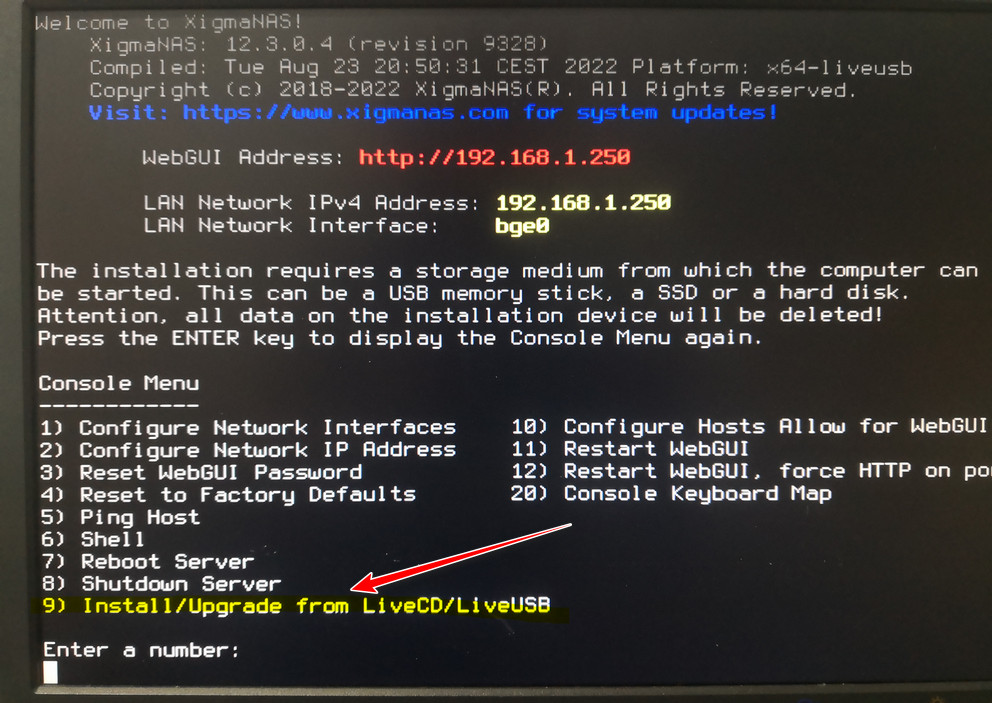 Welcome to XigmaNAS!
XigmaNAS: 12.3.0.4 (revision 9328)
Compiled: Tue Aug 23 20:50:31 CEST 2022 Platform: x64-liveusb
Copyright (c) 2018-2022 XigmaNAS(R). All Rights Reserved.
Visit: https://www.xigmanas.com for system updates!
WebGUI Address: http://192.168.1.250
LAN Network IPv4 Address: 192.168.1.250
LAN Network Interface: bge0
The installation requires a storage medium from which the computer can
be started. This can be a USB memory stick, a SSD or a hard disk.
Attention, all data on the installation device will be deleted!
Press the ENTER key to display the Console Menu again.
Console Menu
------------
1) Configure Network Interfaces 10) Configure Hosts Allow for WebGUI
2) Configure Network IP Address 11) Restart WebGUI
3) Reset WebGUI Password 12) Restart WebGUI, force HTTP on po
4) Reset to Factory Defaults 20) Console Keyboard Map
5) Ping Host
6) Shell
7) Reboot Server
8) Shutdown Server
9) Install/Upgrade from LiveCD/LiveUSB
Enter a number: